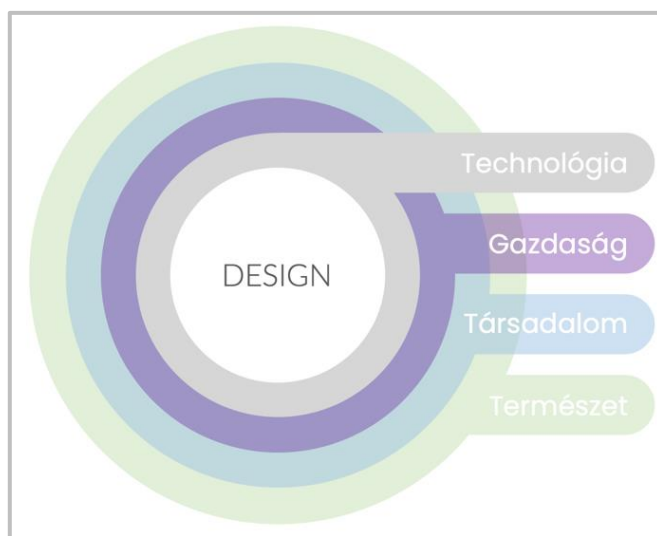 Technológia
Gazdaság
DESIGN
Társadalom
Természet